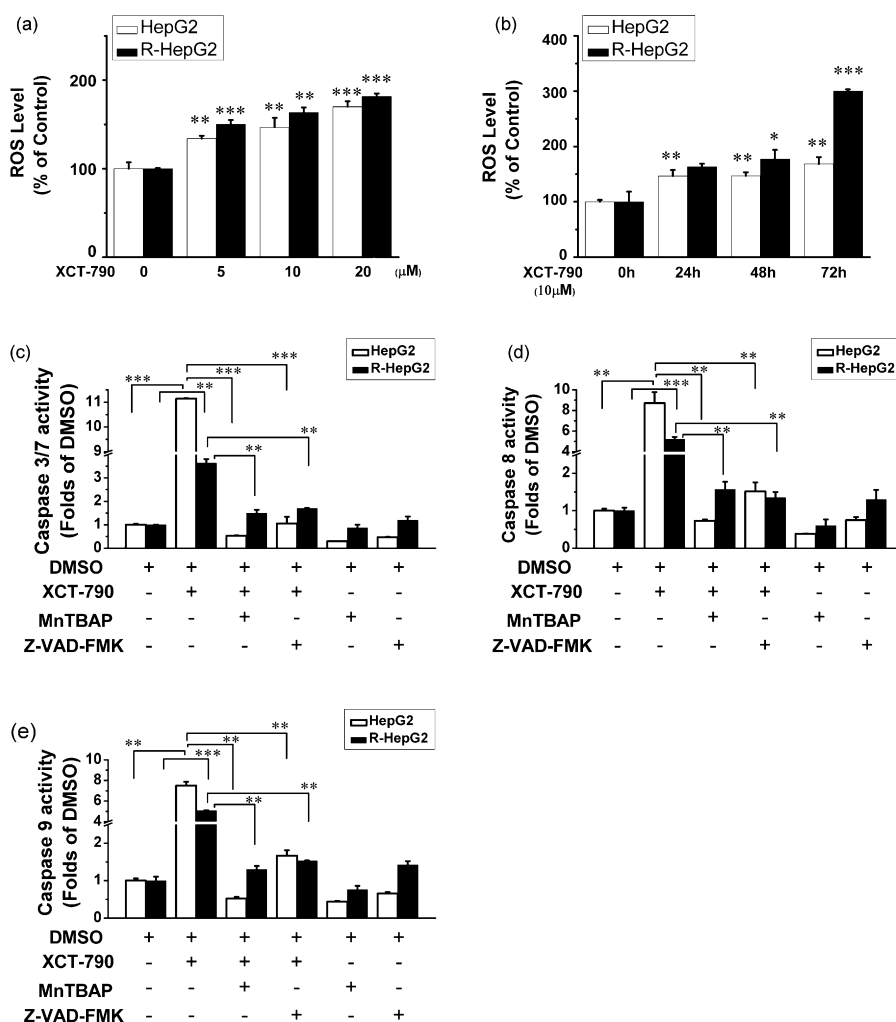 (a)
HepG2
R-HepG2
ROS Level
(% of Control)
200
100
0
** *** ** ** *** ***
XCT-790 0 5 10 20 (μM)
(b)
HepG2
R-HepG2
ROS Level
(% of Control)
400
300
200
100
0
** ** * ** ***
XCT-790 0h 24h 48h 72h
(10μM)
(c)
HepG2
R-HepG2
Caspase 3/7 activity
(Folds of DMSO)
11
9
3
2
1
0
***
*** ** ***
**
**
DMSO + + + + + +
XCT-790 - + + + - -
MnTBAP - - + - + -
Z-VAD-FMK - - - + - +
(d)
HepG2
R-HepG2
Caspase 8 activity
(Folds of DMSO)
10
8
6
4
2
1
0
**
** *** **
**
**
DMSO + + + + + +
XCT-790 - + + + - -
MnTBAP - - + - + -
Z-VAD-FMK - - - + - +
(e)
HepG2
R-HepG2
Caspase 9 activity
(Folds of DMSO)
10
8
6
4
2
1
0
**
** *** **
**
**
DMSO + + + + + +
XCT-790 - + + + - -
MnTBAP - - + - + -
Z-VAD-FMK - - - + - +